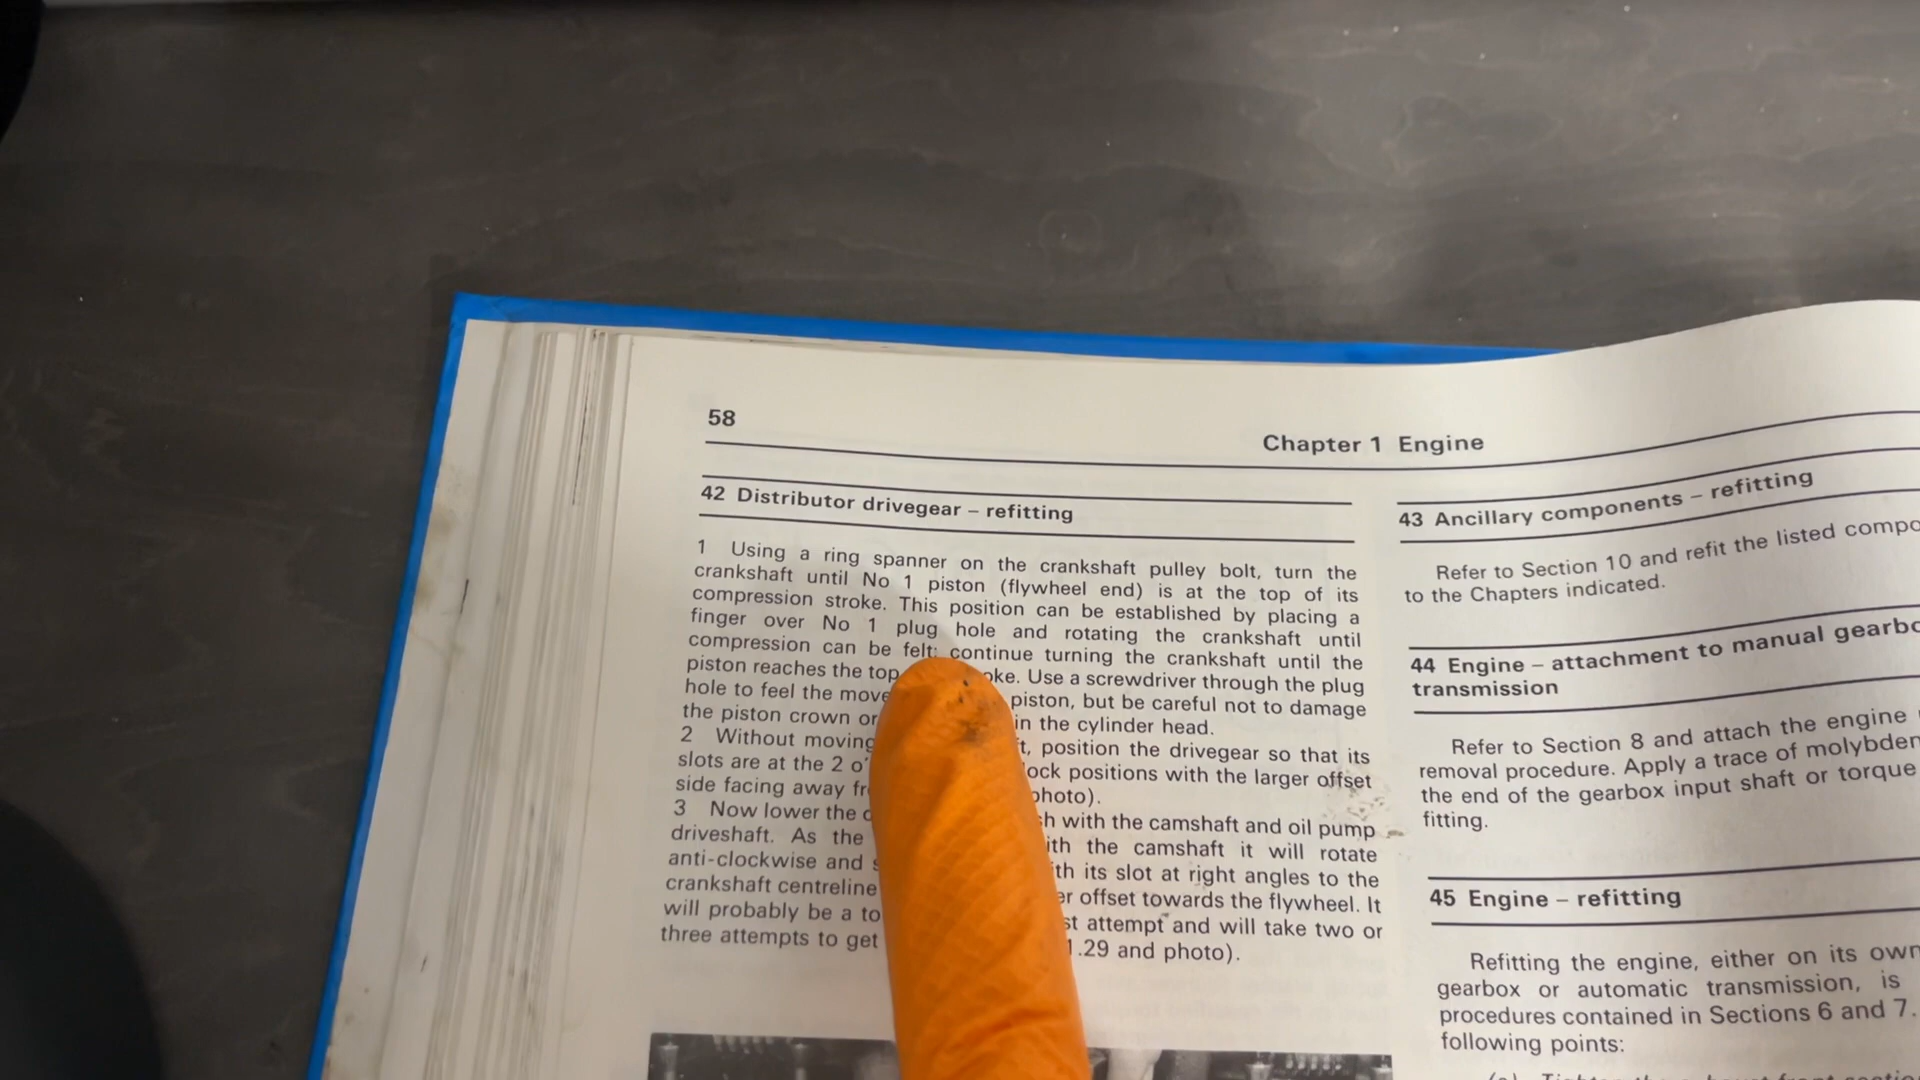 58
Chapter 1 Engine
42 Distributor drivegear – refitting
1 Using a ring spanner on the crankshaft pulley bolt, turn the
crankshaft until No 1 piston (flywheel end) is at the top of its
compression stroke. This position can be established by placing a
finger over No 1 plug hole and rotating the crankshaft until
compression can be felt; continue turning the crankshaft until the
piston reaches the top oke. Use a screwdriver through the plug
hole to feel the move piston, but be careful not to damage
the piston crown or in the cylinder head.
2 Without moving t, position the drivegear so that its
slots are at the 2 o' ock positions with the larger offset
side facing away fr photo).
3 Now lower the d h with the camshaft and oil pump
driveshaft. As the ith the camshaft it will rotate
anti-clockwise and s th its slot at right angles to the
crankshaft centreline er offset towards the flywheel. It
will probably be a to st attempt and will take two or
three attempts to get 1.29 and photo).
43 Ancillary components – refitting
Refer to Section 10 and refit the listed compo
to the Chapters indicated.
44 Engine – attachment to manual gearbo
transmission
Refer to Section 8 and attach the engine
removal procedure. Apply a trace of molybden
the end of the gearbox input shaft or torque
fitting.
45 Engine – refitting
Refitting the engine, either on its own
gearbox or automatic transmission, is
procedures contained in Sections 6 and 7.
following points: